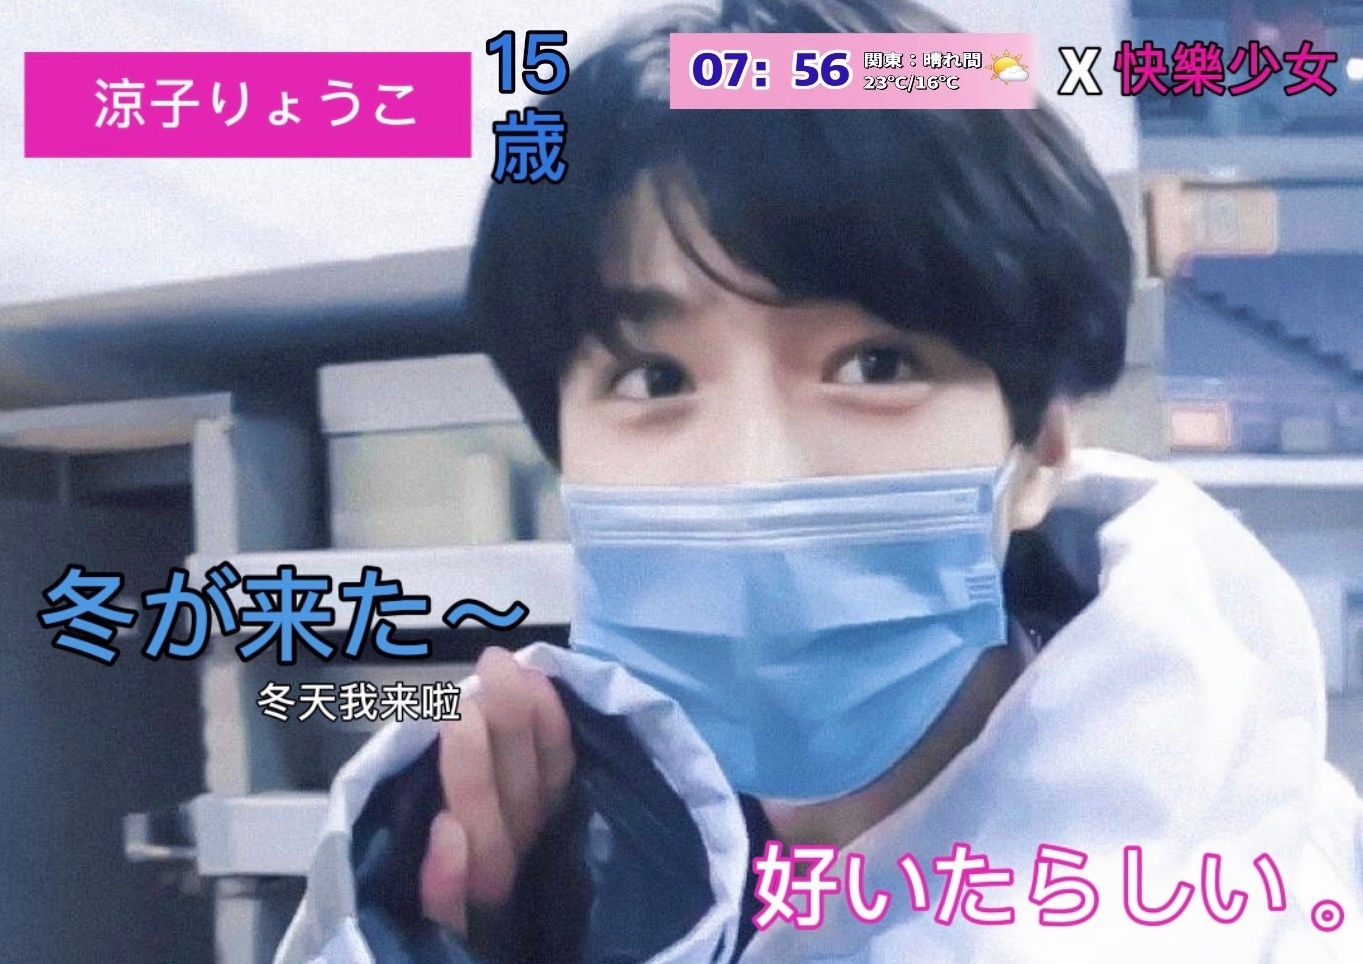 涼子りょうこ
15
歳
07: 56
関東：晴れ間
23℃/16℃
X 快樂少女
冬が来た～
冬天我来啦
好いたらしい。